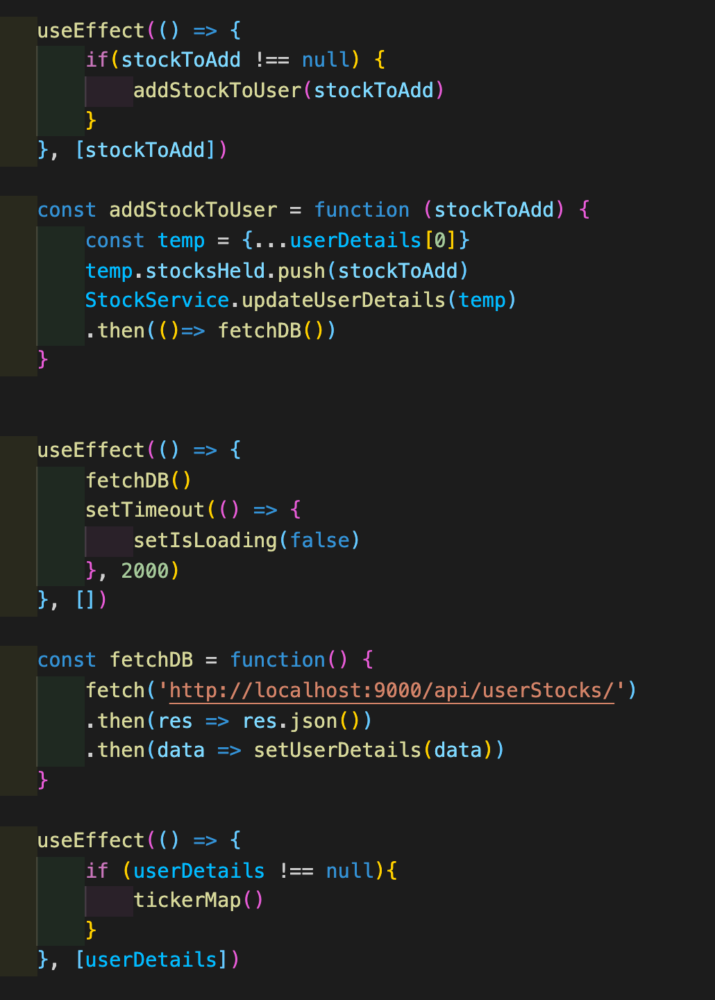 useEffect(() => {
if(stockToAdd !== null) {
addStockToUser(stockToAdd)
}
}, [stockToAdd])
const addStockToUser = function (stockToAdd) {
const temp = {...userDetails[0]}
temp.stocksHeld.push(stockToAdd)
StockService.updateUserDetails(temp)
.then(()=> fetchDB())
}
useEffect(() => {
fetchDB()
setTimeout(() => {
setIsLoading(false)
}, 2000)
}, [])
const fetchDB = function() {
fetch('http://localhost:9000/api/userStocks/')
.then(res => res.json())
.then(data => setUserDetails(data))
}
useEffect(() => {
if (userDetails !== null){
tickerMap()
}
}, [userDetails])